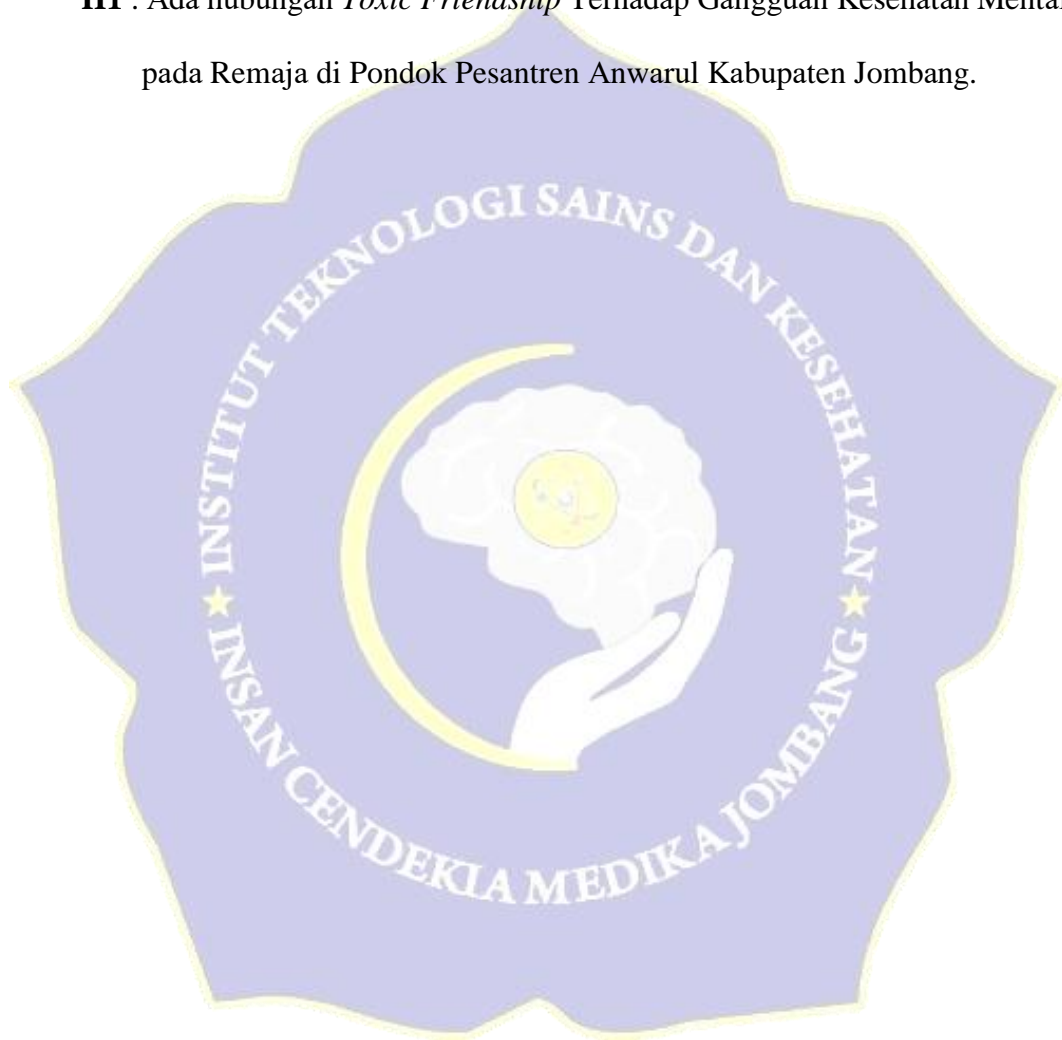 H1 : Ada hubungan Toxic Friendship Terhadap Gangguan Kesehatan Mental
pada Remaja di Pondok Pesantren Anwarul Kabupaten Jombang.
INSTITUT TEKNOLOGI SAINS DAN KESEHATAN
★ INSAN CENDEKIA MEDIKA JOMBANG ★